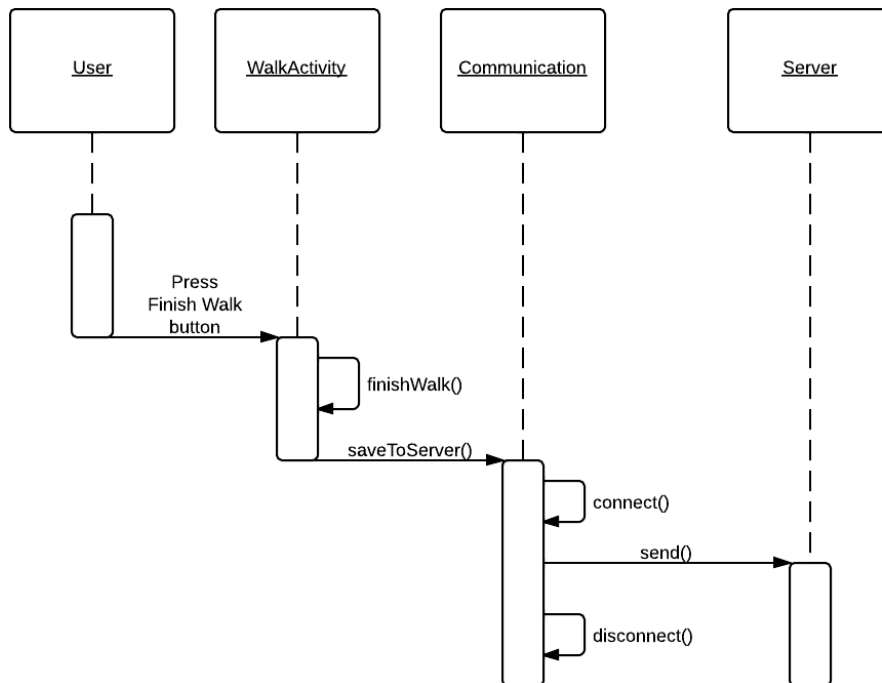 User
WalkActivity
Communication
Server
Press
Finish Walk
button
finishWalk()
saveToServer()
connect()
send()
disconnect()